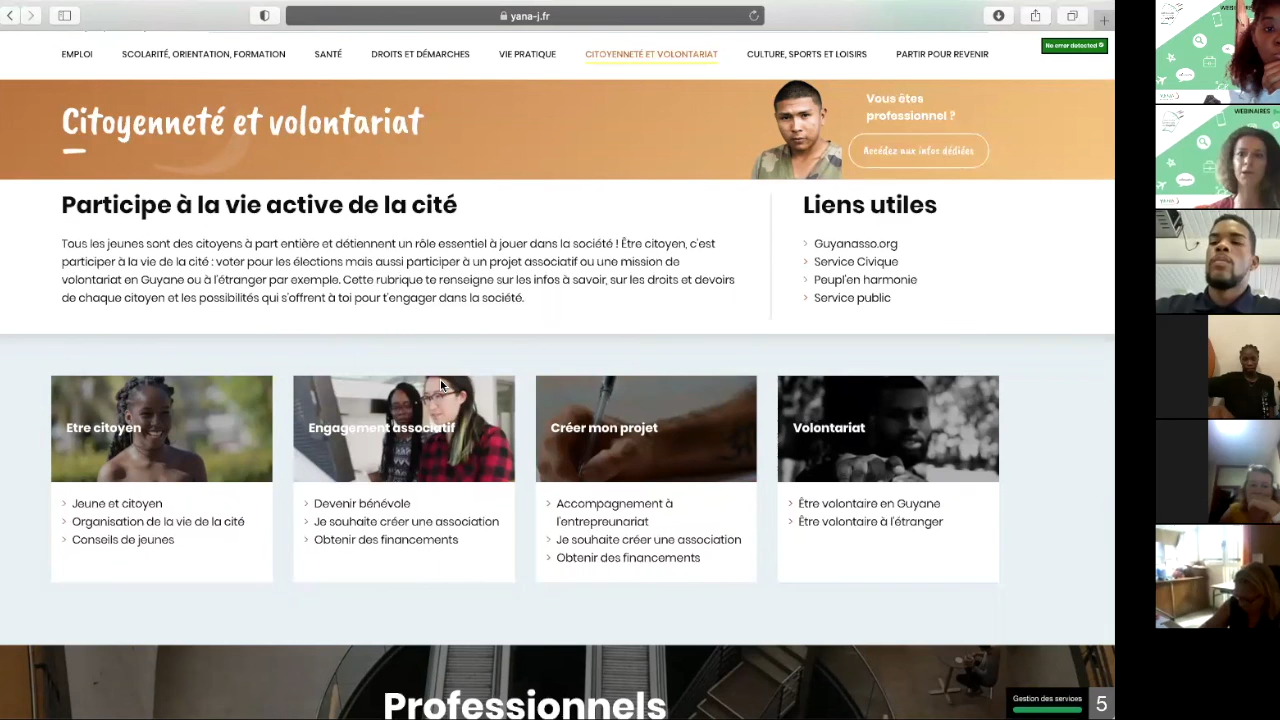 yana-j.fr
EMPLOI
SCOLARITÉ, ORIENTATION, FORMATION
SANTÉ
DROITS ET DÉMARCHES
VIE PRATIQUE
CITOYENNETÉ ET VOLONTARIAT
CULTURE, SPORTS ET LOISIRS
PARTIR POUR REVENIR
No error detected
Citoyenneté et volontariat
Vous êtes
professionnel ?
Accédez aux infos dédiées
Participe à la vie active de la cité
Tous les jeunes sont des citoyens à part entière et détiennent un rôle essentiel à jouer dans la société ! Être citoyen, c'est
participer à la vie de la cité : voter pour les élections mais aussi participer à un projet associatif ou une mission de
volontariat en Guyane ou à l'étranger par exemple. Cette rubrique te renseigne sur les infos à savoir, sur les droits et devoirs
de chaque citoyen et les possibilités qui s'offrent à toi pour t'engager dans la société.
Liens utiles
Guyanasso.org
Service Civique
Peupl'en harmonie
Service public
Etre citoyen
Jeune et citoyen
Organisation de la vie de la cité
Conseils de jeunes
Engagement associatif
Devenir bénévole
Je souhaite créer une association
Obtenir des financements
Créer mon projet
Accompagnement à
l'entrepreunariat
Je souhaite créer une association
Obtenir des financements
Volontariat
Être volontaire en Guyane
Être volontaire à l'étranger
Professionnels
Gestion des services
5
WEBINAIRES